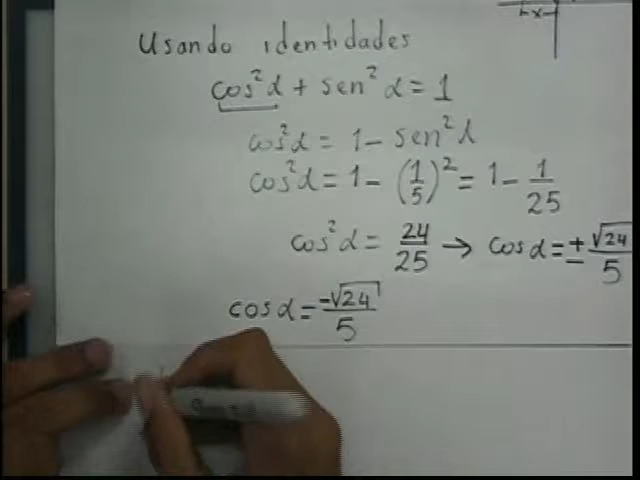 Usando identidades
cos²α + sen²α = 1
cos²α = 1 - sen²α
cos²α = 1 - (1/5)² = 1 - 1/25
cos²α = 24/25 → cosα = ±√24/5
cosα = -√24/5